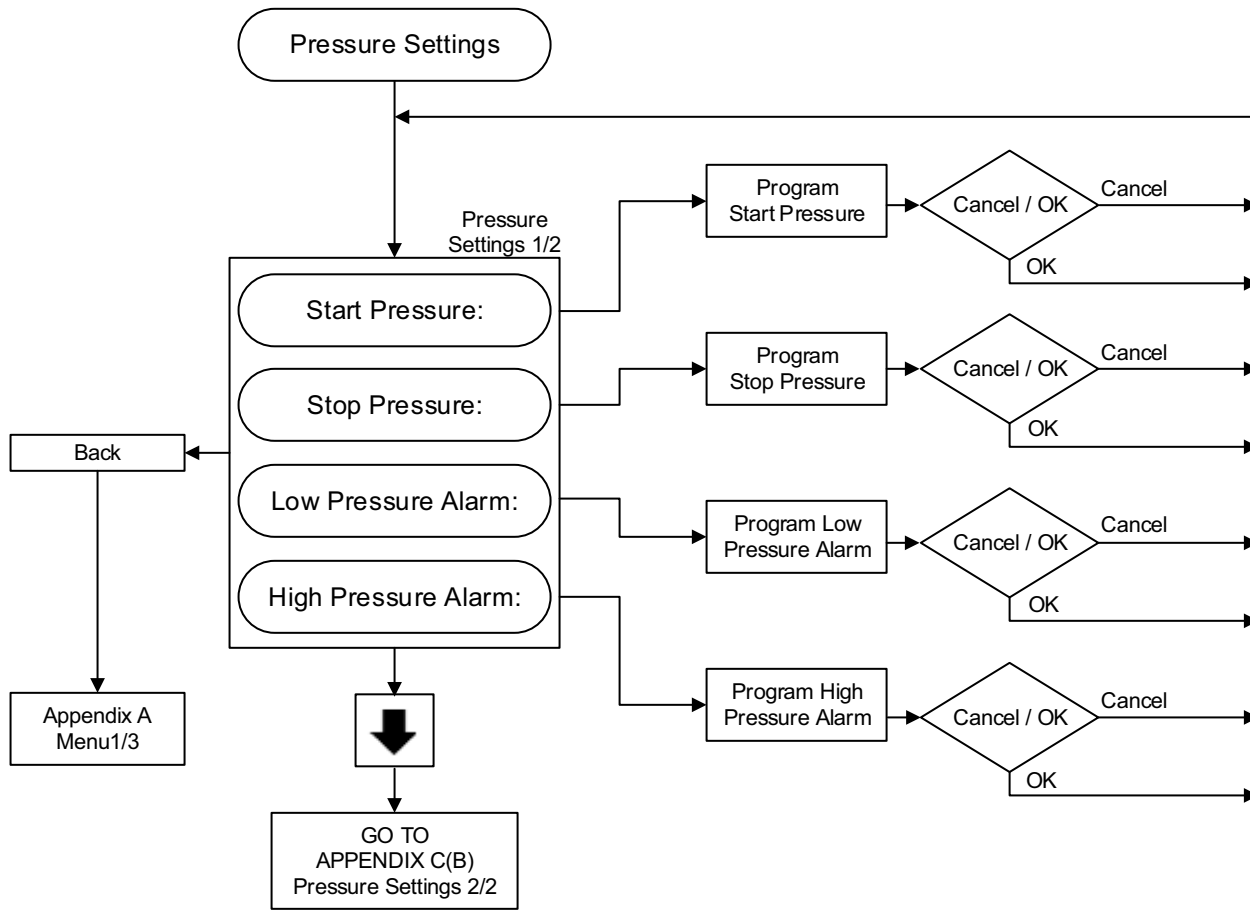 Pressure Settings
Pressure
Settings 1/2
Start Pressure:
Stop Pressure:
Low Pressure Alarm:
High Pressure Alarm:
Back
Appendix A
Menu1/3
GO TO
APPENDIX C(B)
Pressure Settings 2/2
Program
Start Pressure
Cancel / OK
Cancel
OK
Program
Stop Pressure
Cancel / OK
Cancel
OK
Program Low
Pressure Alarm
Cancel / OK
Cancel
OK
Program High
Pressure Alarm
Cancel / OK
Cancel
OK